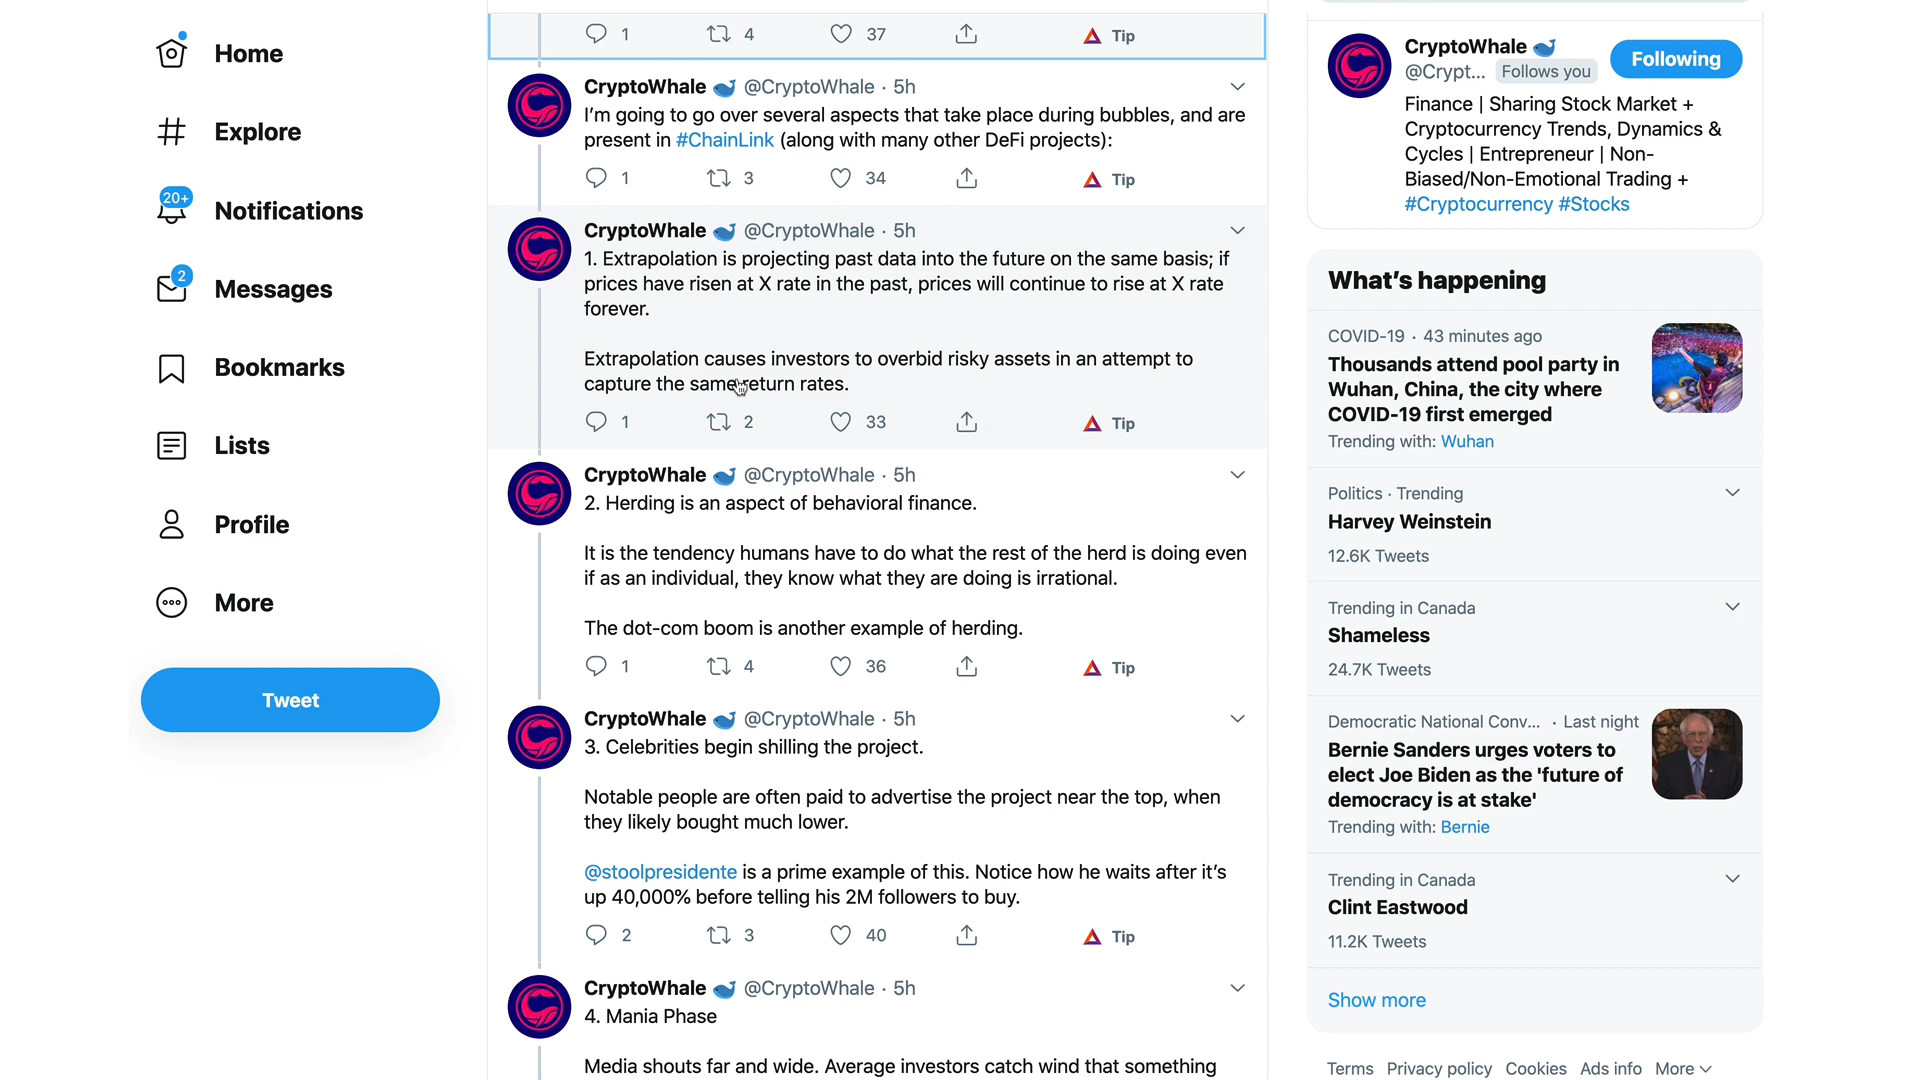 Home
Explore
20+
Notifications
2
Messages
Bookmarks
Lists
Profile
More
Tweet
1 4 37 Tip
CryptoWhale @CryptoWhale · 5h
I'm going to go over several aspects that take place during bubbles, and are
present in #ChainLink (along with many other DeFi projects):
1 3 34 Tip
CryptoWhale @CryptoWhale · 5h
1. Extrapolation is projecting past data into the future on the same basis; if
prices have risen at X rate in the past, prices will continue to rise at X rate
forever.
Extrapolation causes investors to overbid risky assets in an attempt to
capture the same return rates.
1 2 33 Tip
CryptoWhale @CryptoWhale · 5h
2. Herding is an aspect of behavioral finance.
It is the tendency humans have to do what the rest of the herd is doing even
if as an individual, they know what they are doing is irrational.
The dot-com boom is another example of herding.
1 4 36 Tip
CryptoWhale @CryptoWhale · 5h
3. Celebrities begin shilling the project.
Notable people are often paid to advertise the project near the top, when
they likely bought much lower.
@stoolpresidente is a prime example of this. Notice how he waits after it's
up 40,000% before telling his 2M followers to buy.
2 3 40 Tip
CryptoWhale @CryptoWhale · 5h
4. Mania Phase
Media shouts far and wide. Average investors catch wind that something
CryptoWhale
@Crypt... Follows you
Following
Finance | Sharing Stock Market +
Cryptocurrency Trends, Dynamics &
Cycles | Entrepreneur | Non-
Biased/Non-Emotional Trading +
#Cryptocurrency #Stocks
What's happening
COVID-19 · 43 minutes ago
Thousands attend pool party in
Wuhan, China, the city where
COVID-19 first emerged
Trending with: Wuhan
Politics · Trending
Harvey Weinstein
12.6K Tweets
Trending in Canada
Shameless
24.7K Tweets
Democratic National Conv... · Last night
Bernie Sanders urges voters to
elect Joe Biden as the 'future of
democracy is at stake'
Trending with: Bernie
Trending in Canada
Clint Eastwood
11.2K Tweets
Show more
Terms Privacy policy Cookies Ads info More